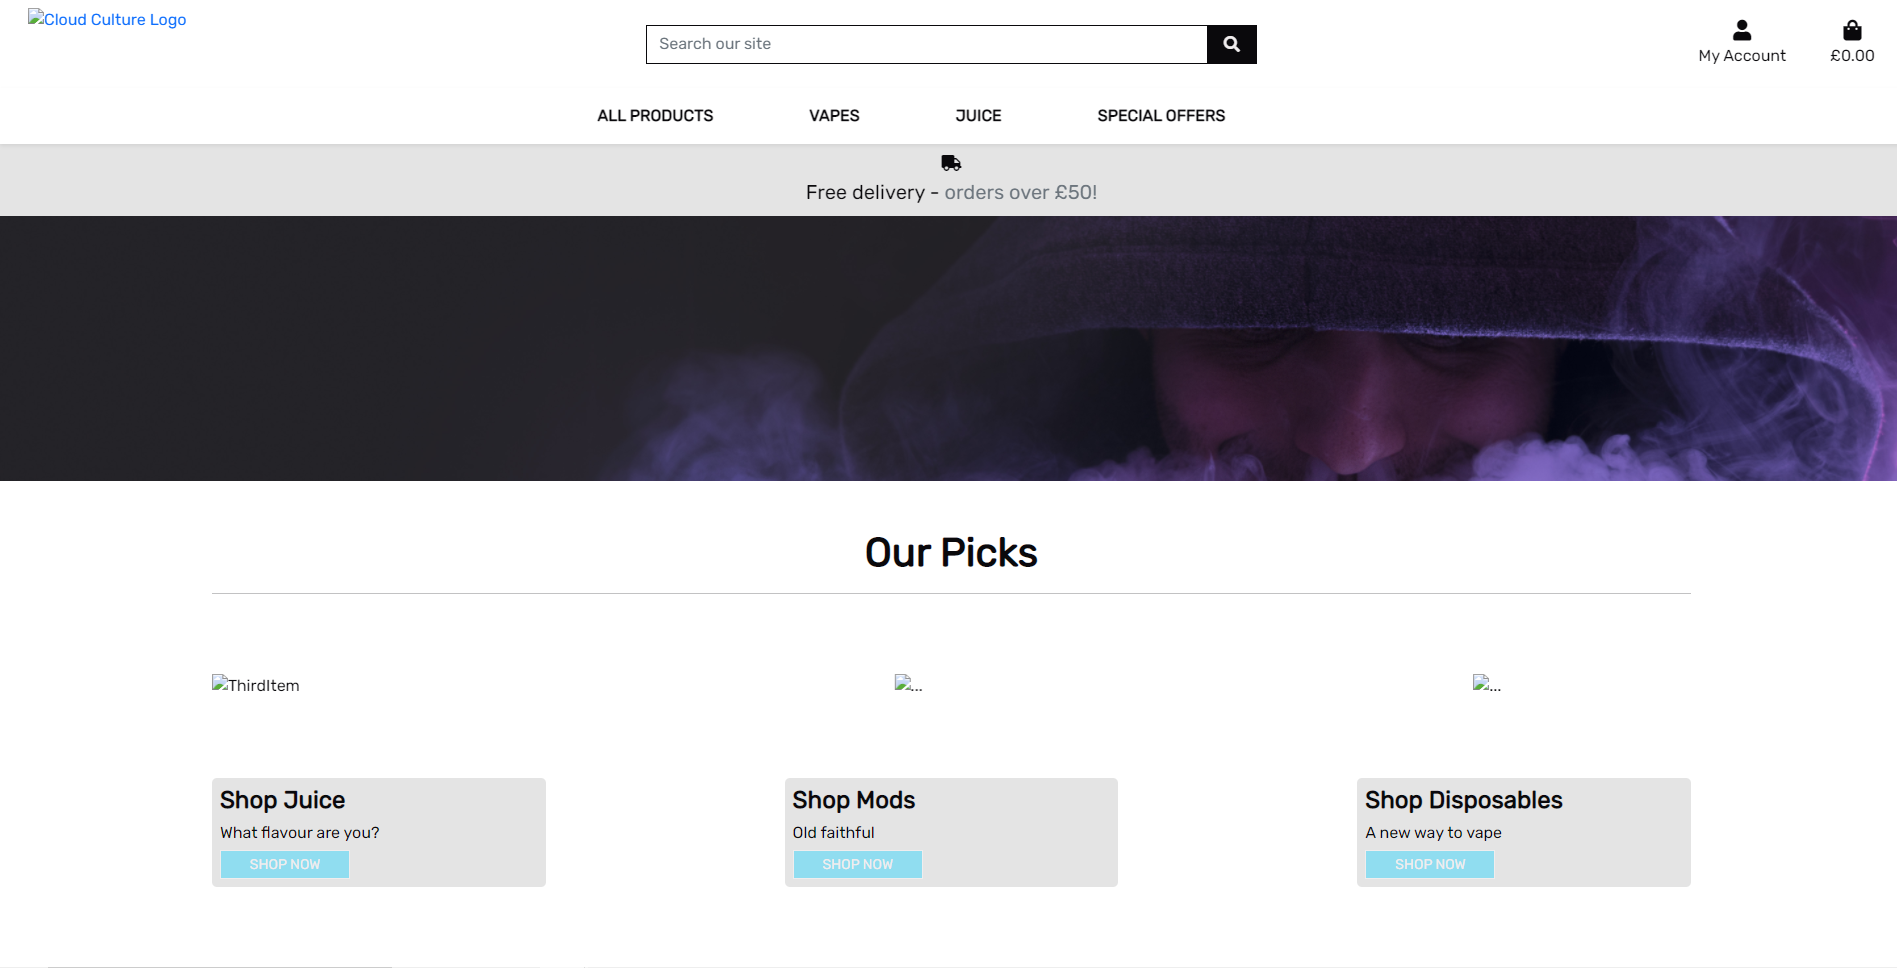 Cloud Culture Logo
Search our site
My Account
£0.00
ALL PRODUCTS
VAPES
JUICE
SPECIAL OFFERS
Free delivery - orders over £50!
Our Picks
ThirdItem
...
...
Shop Juice
What flavour are you?
SHOP NOW
Shop Mods
Old faithful
SHOP NOW
Shop Disposables
A new way to vape
SHOP NOW